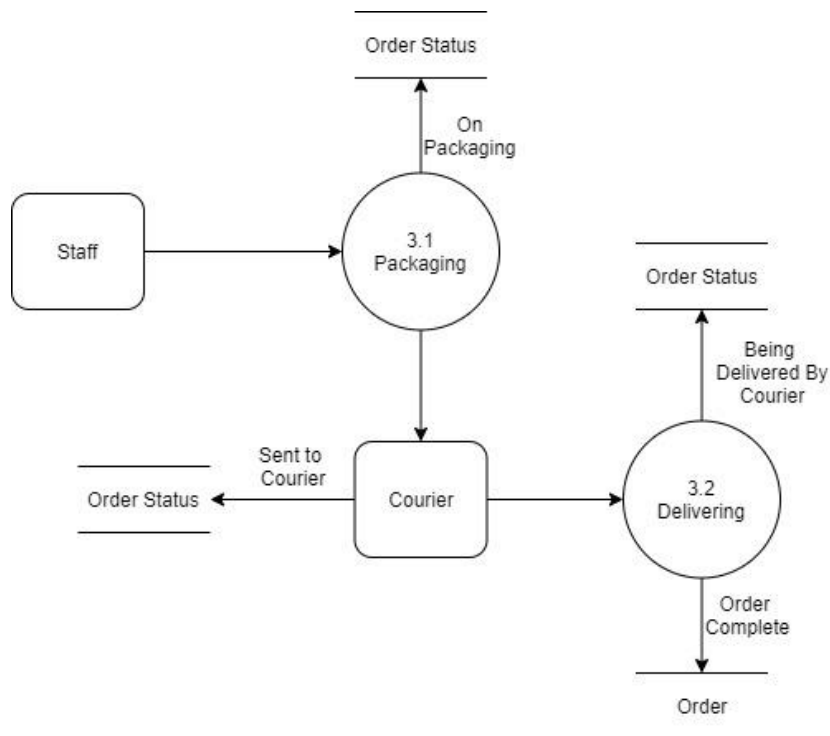 Order Status
On
Packaging
Staff
3.1
Packaging
Order Status
Being
Delivered By
Courier
Sent to
Courier
Order Status
Courier
3.2
Delivering
Order
Complete
Order